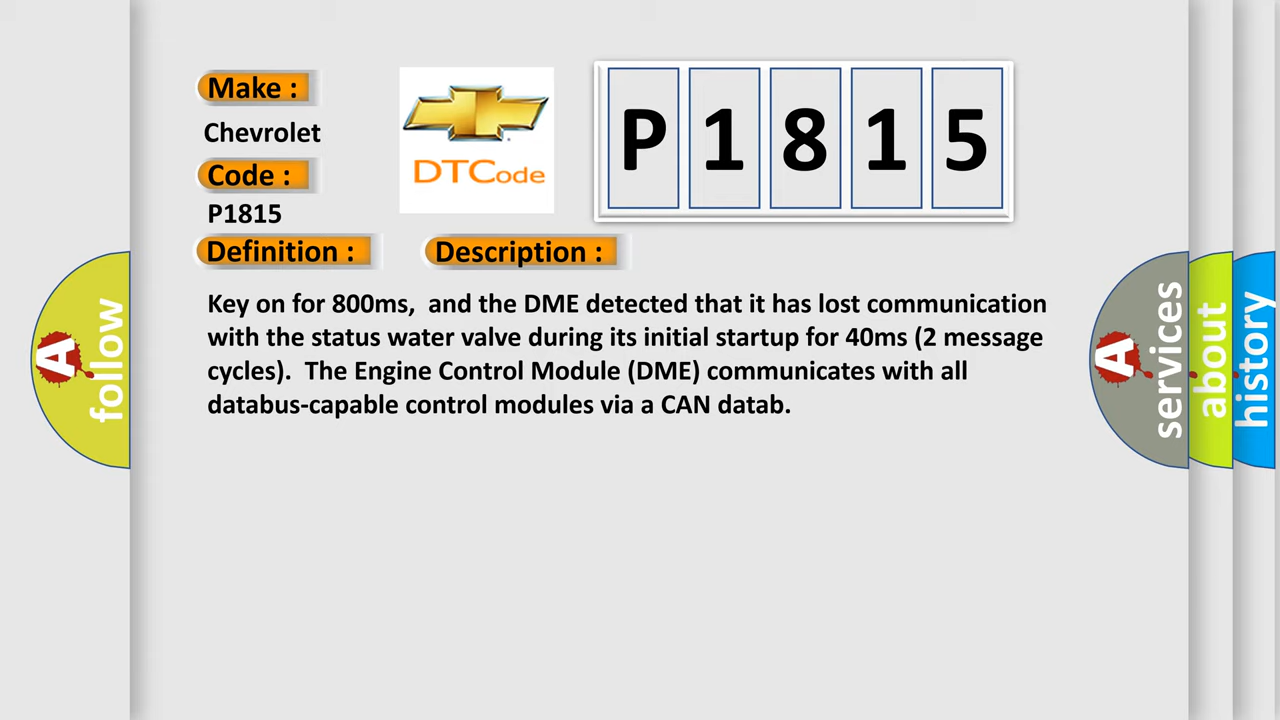 Make :
Chevrolet
Code :
P1815
DTCode
P 1 8 1 5
Definition :
Description :
Key on for 800ms,  and the DME detected that it has lost communication
with the status water valve during its initial startup for 40ms (2 message
cycles).  The Engine Control Module (DME) communicates with all
databus-capable control modules via a CAN datab.
A follow
A services
about
history